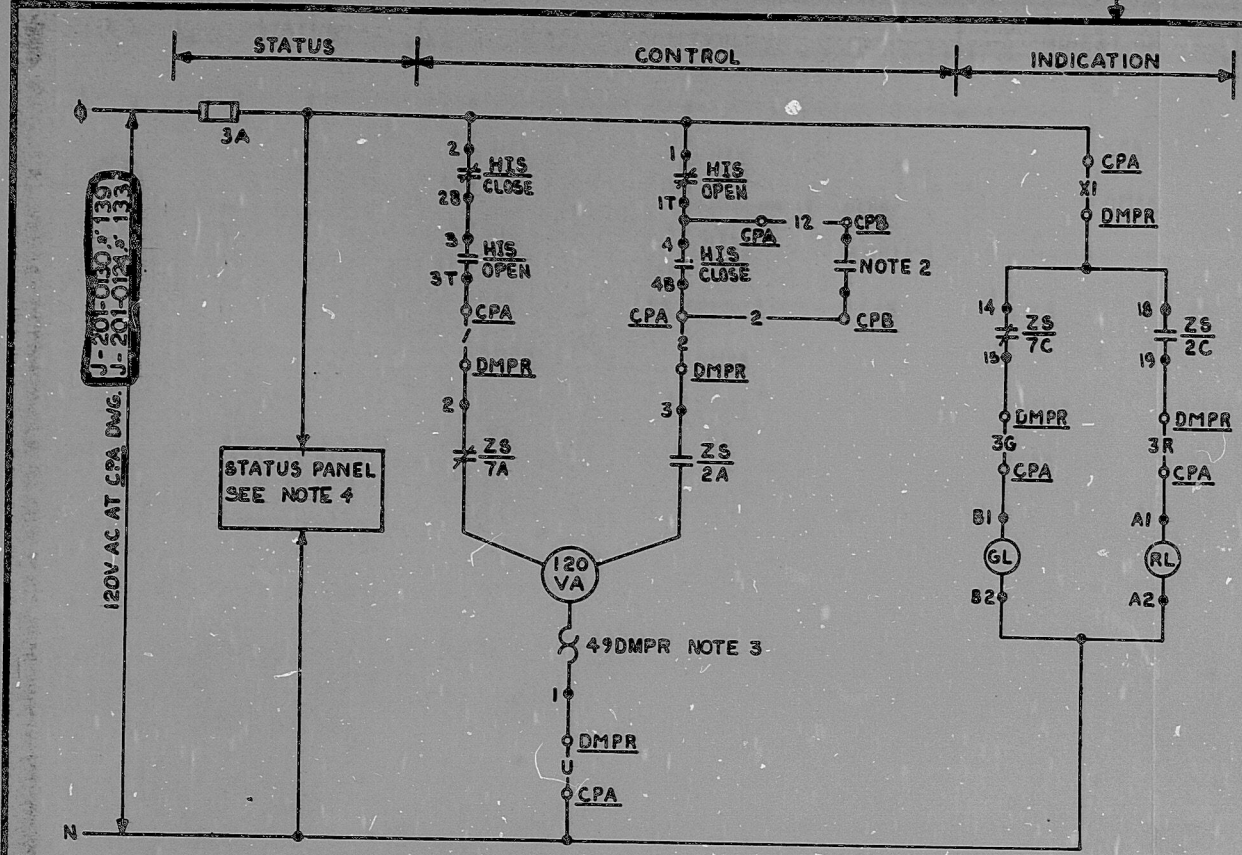 STATUS
CONTROL
INDICATION
3A
J-201-0130,s'139
J-201-0124,s'133
120V AC AT CPA DWG.
2
HIS
CLOSE
2B
3
HIS
OPEN
3T
CPA
1
DMPR
2
ZS
7A
1
HIS
OPEN
1T
CPA
12
CPB
4
HIS
CLOSE
4B
NOTE 2
CPA
2
CPB
2
DMPR
3
ZS
2A
STATUS PANEL
SEE NOTE 4
120
VA
49DMPR NOTE 3
1
DMPR
U
CPA
N
CPA
X1
DMPR
14
ZS
7C
15
DMPR
3G
CPA
B1
GL
B2
18
ZS
2C
19
DMPR
3R
CPA
A1
RL
A2